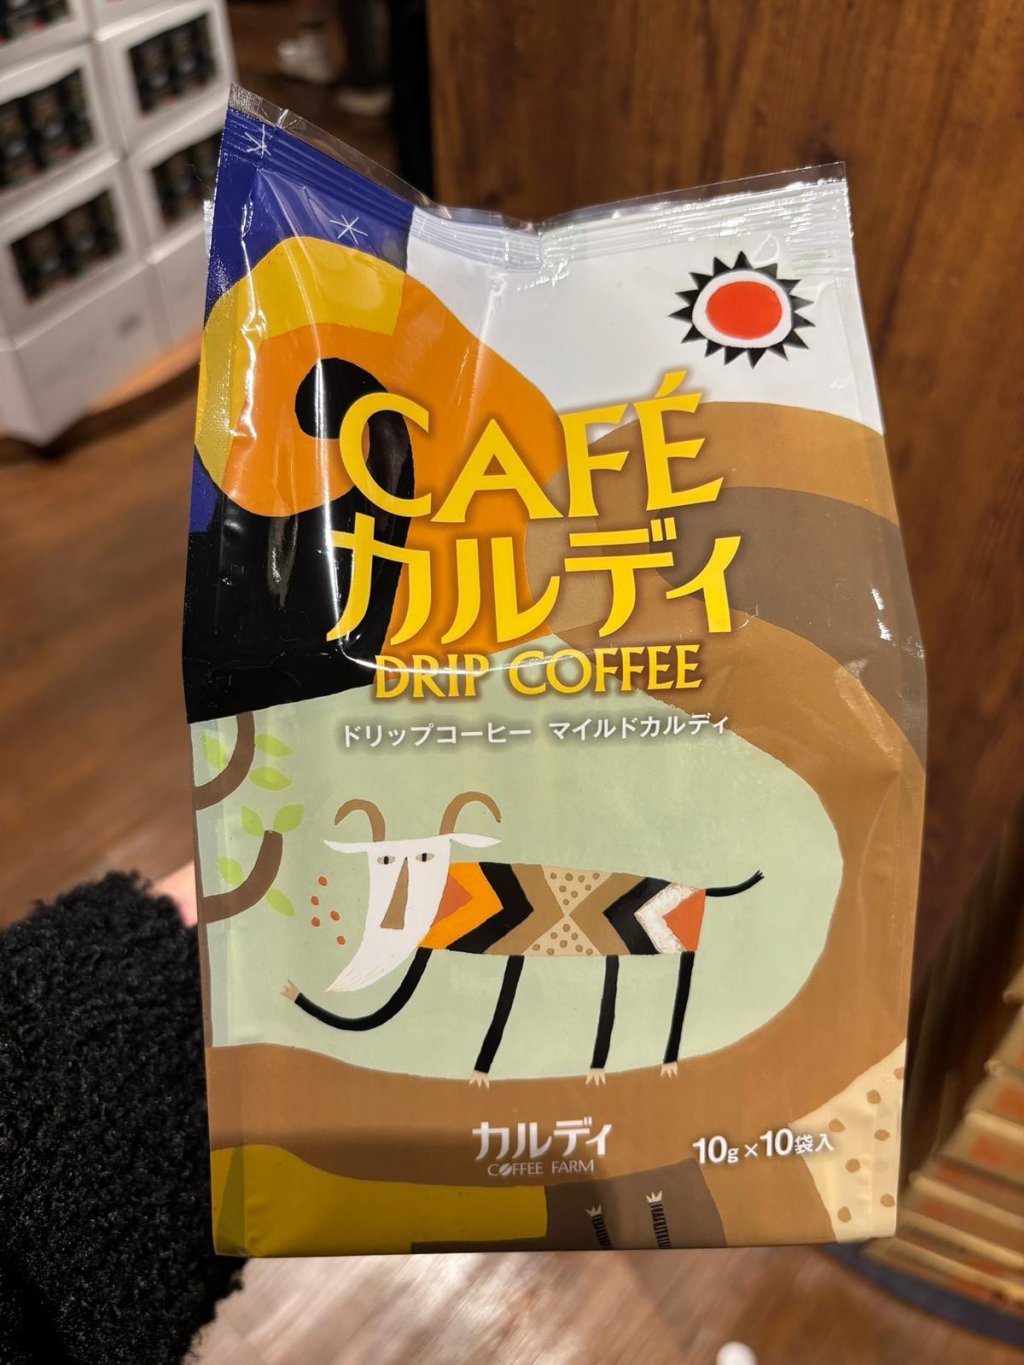 CAFÉ
カルディ
DRIP COFFEE
ドリップコーヒー マイルドカルディ
カルディ
COFFEE FARM
10g×10袋入